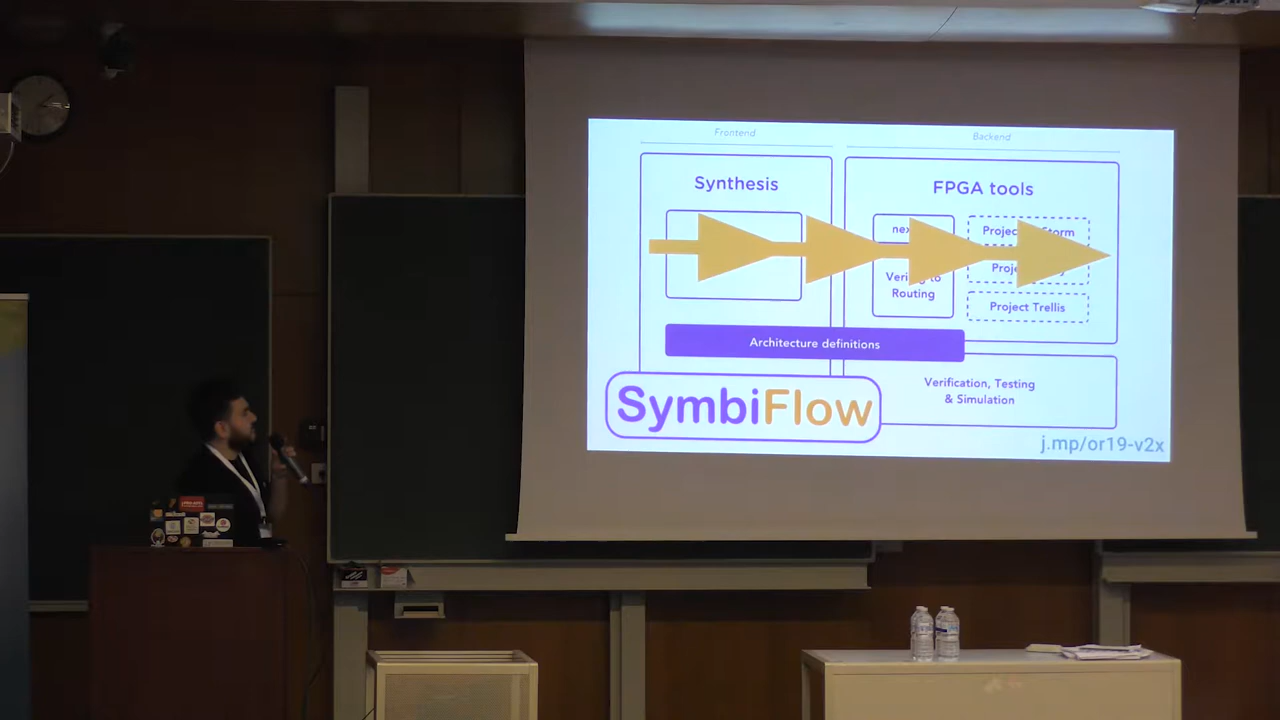 Frontend
Backend
Synthesis
FPGA tools
Verification, Testing
& Simulation
Routing
Project Trellis
Architecture definitions
SymbiFlow
j.mp/or19-v2x